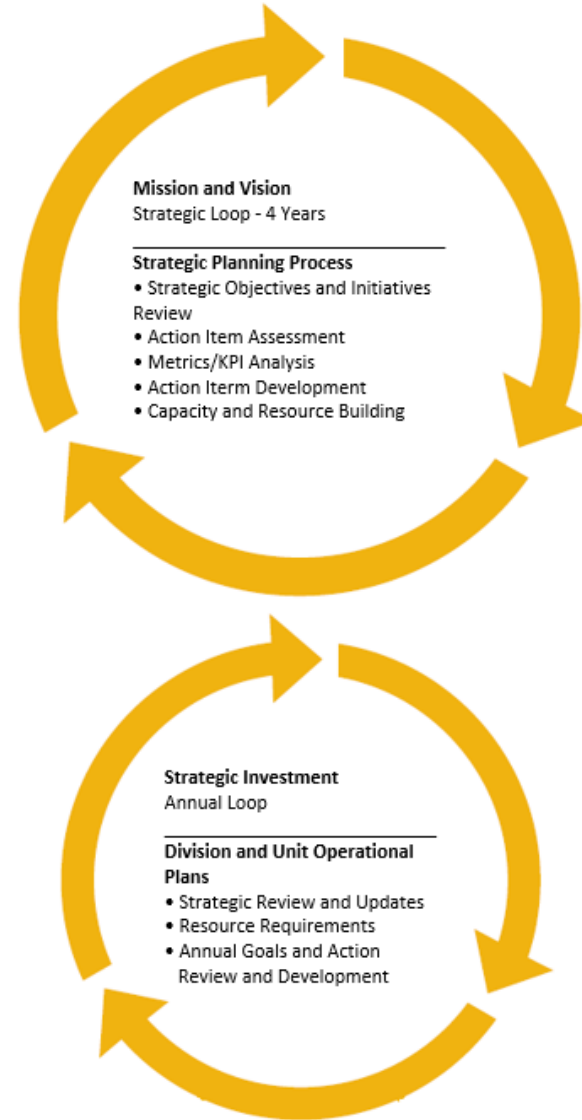 Mission and Vision
Strategic Loop - 4 Years
Strategic Planning Process
• Strategic Objectives and Initiatives
Review
• Action Item Assessment
• Metrics/KPI Analysis
• Action Iterm Development
• Capacity and Resource Building
Strategic Investment
Annual Loop
Division and Unit Operational
Plans
• Strategic Review and Updates
• Resource Requirements
• Annual Goals and Action
Review and Development